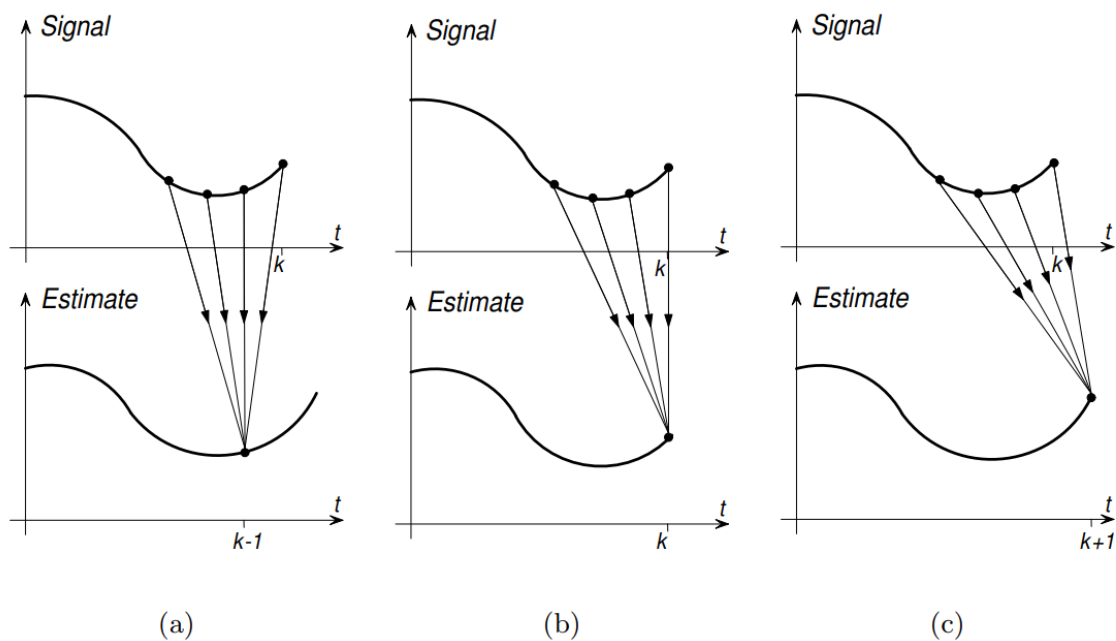 Signal
t
k
Estimate
t
k-1
(a)
Signal
t
k
Estimate
t
k
(b)
Signal
t
k
Estimate
t
k+1
(c)